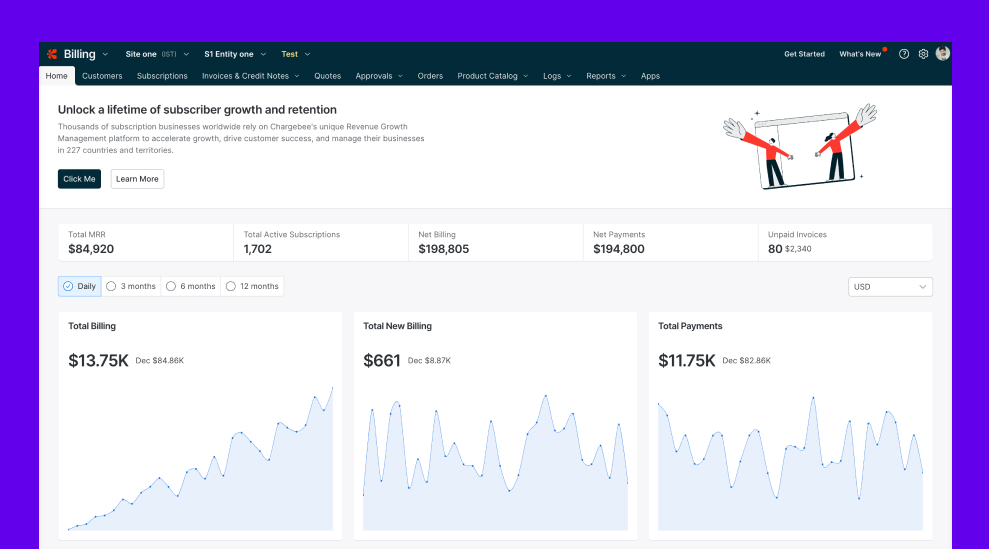 Billing Site one (IST) S1 Entity one Test Get Started What's New
Home Customers Subscriptions Invoices & Credit Notes Quotes Approvals Orders Product Catalog Logs Reports Apps
Unlock a lifetime of subscriber growth and retention
Thousands of subscription businesses worldwide rely on Chargebee's unique Revenue Growth
Management platform to accelerate growth, drive customer success, and manage their businesses
in 227 countries and territories.
Click Me Learn More
Total MRR Total Active Subscriptions Net Billing Net Payments Unpaid Invoices
$84,920 1,702 $198,805 $194,800 80 $2,340
Daily 3 months 6 months 12 months USD
Total Billing Total New Billing Total Payments
$13.75K Dec $84.86K $661 Dec $8.87K $11.75K Dec $82.86K